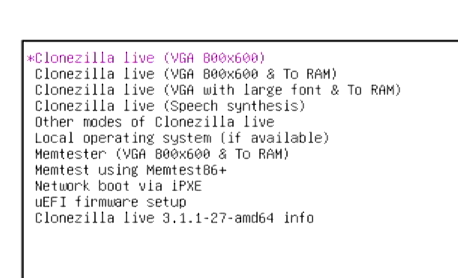 *Clonezilla live (VGA 800x600)
Clonezilla live (VGA 800x600 & To RAM)
Clonezilla live (VGA with large font & To RAM)
Clonezilla live (Speech synthesis)
Other modes of Clonezilla live
Local operating system (if available)
Memtester (VGA 800x600 & To RAM)
Memtest using Memtest86+
Network boot via iPXE
uEFI firmware setup
Clonezilla live 3.1.1-27-amd64 info